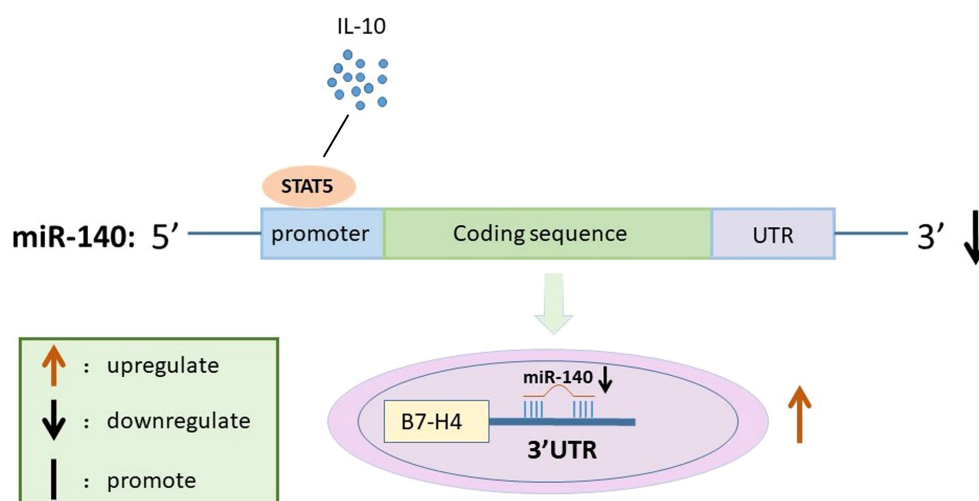 IL-10
STAT5
miR-140: 5’ promoter Coding sequence UTR 3’
miR-140
B7-H4
3’UTR
: upregulate
: downregulate
: promote